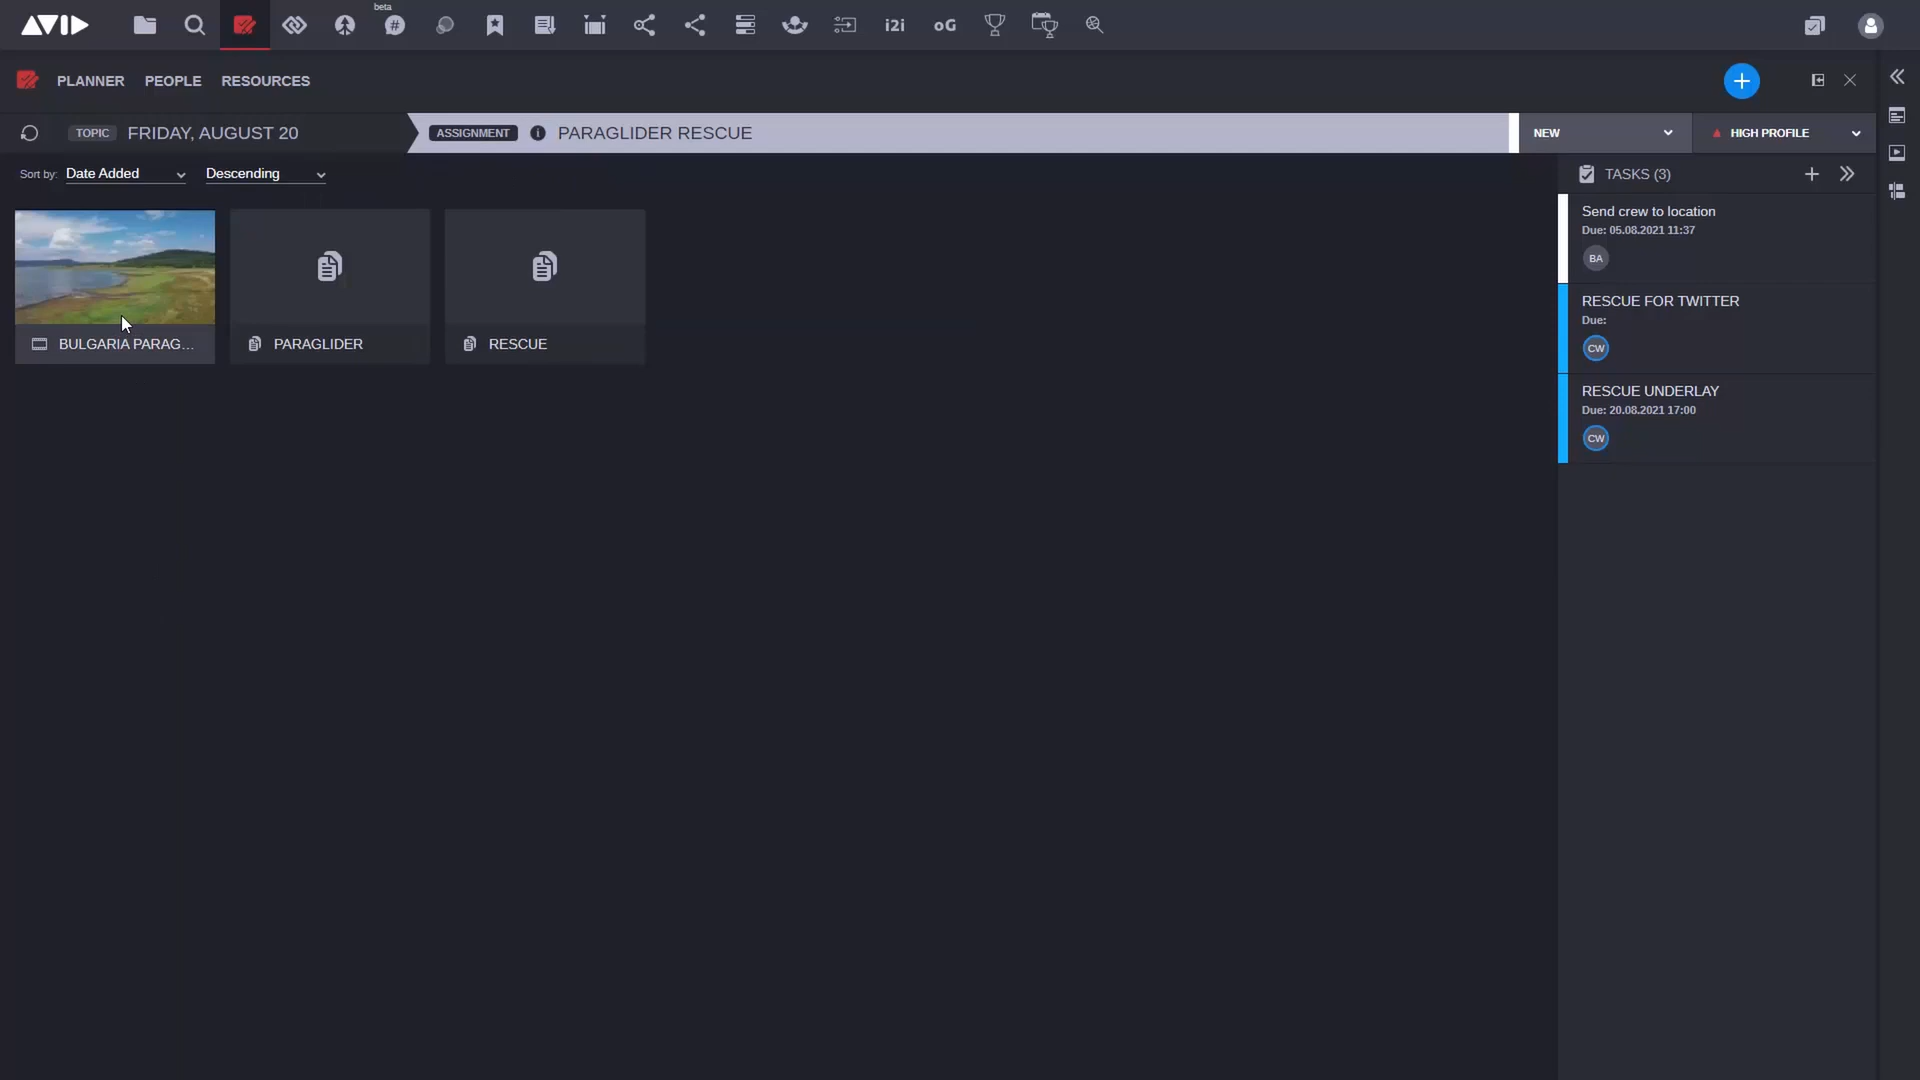 beta
AVID
i2i
oG
PLANNER PEOPLE RESOURCES
TOPIC FRIDAY, AUGUST 20 ASSIGNMENT PARAGLIDER RESCUE NEW HIGH PROFILE
Sort by: Date Added Descending
TASKS (3)
Send crew to location
Due: 05.08.2021 11:37
BA
RESCUE FOR TWITTER
Due:
CW
RESCUE UNDERLAY
Due: 20.08.2021 17:00
CW
BULGARIA PARAG... PARAGLIDER RESCUE